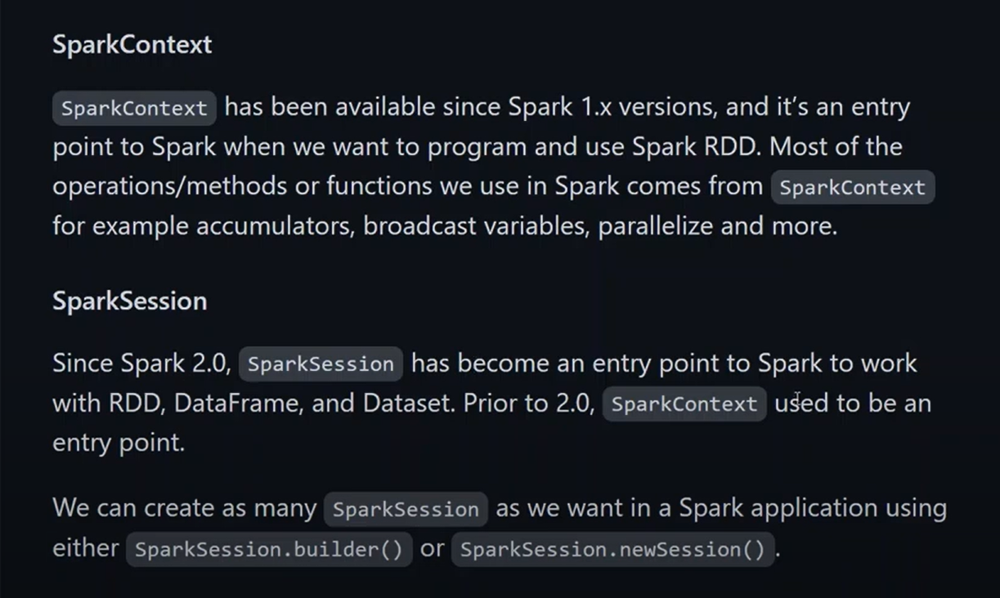 SparkContext
SparkContext has been available since Spark 1.x versions, and it’s an entry
point to Spark when we want to program and use Spark RDD. Most of the
operations/methods or functions we use in Spark comes from SparkContext
for example accumulators, broadcast variables, parallelize and more.
SparkSession
Since Spark 2.0, SparkSession has become an entry point to Spark to work
with RDD, DataFrame, and Dataset. Prior to 2.0, SparkContext used to be an
entry point.
We can create as many SparkSession as we want in a Spark application using
either SparkSession.builder() or SparkSession.newSession().